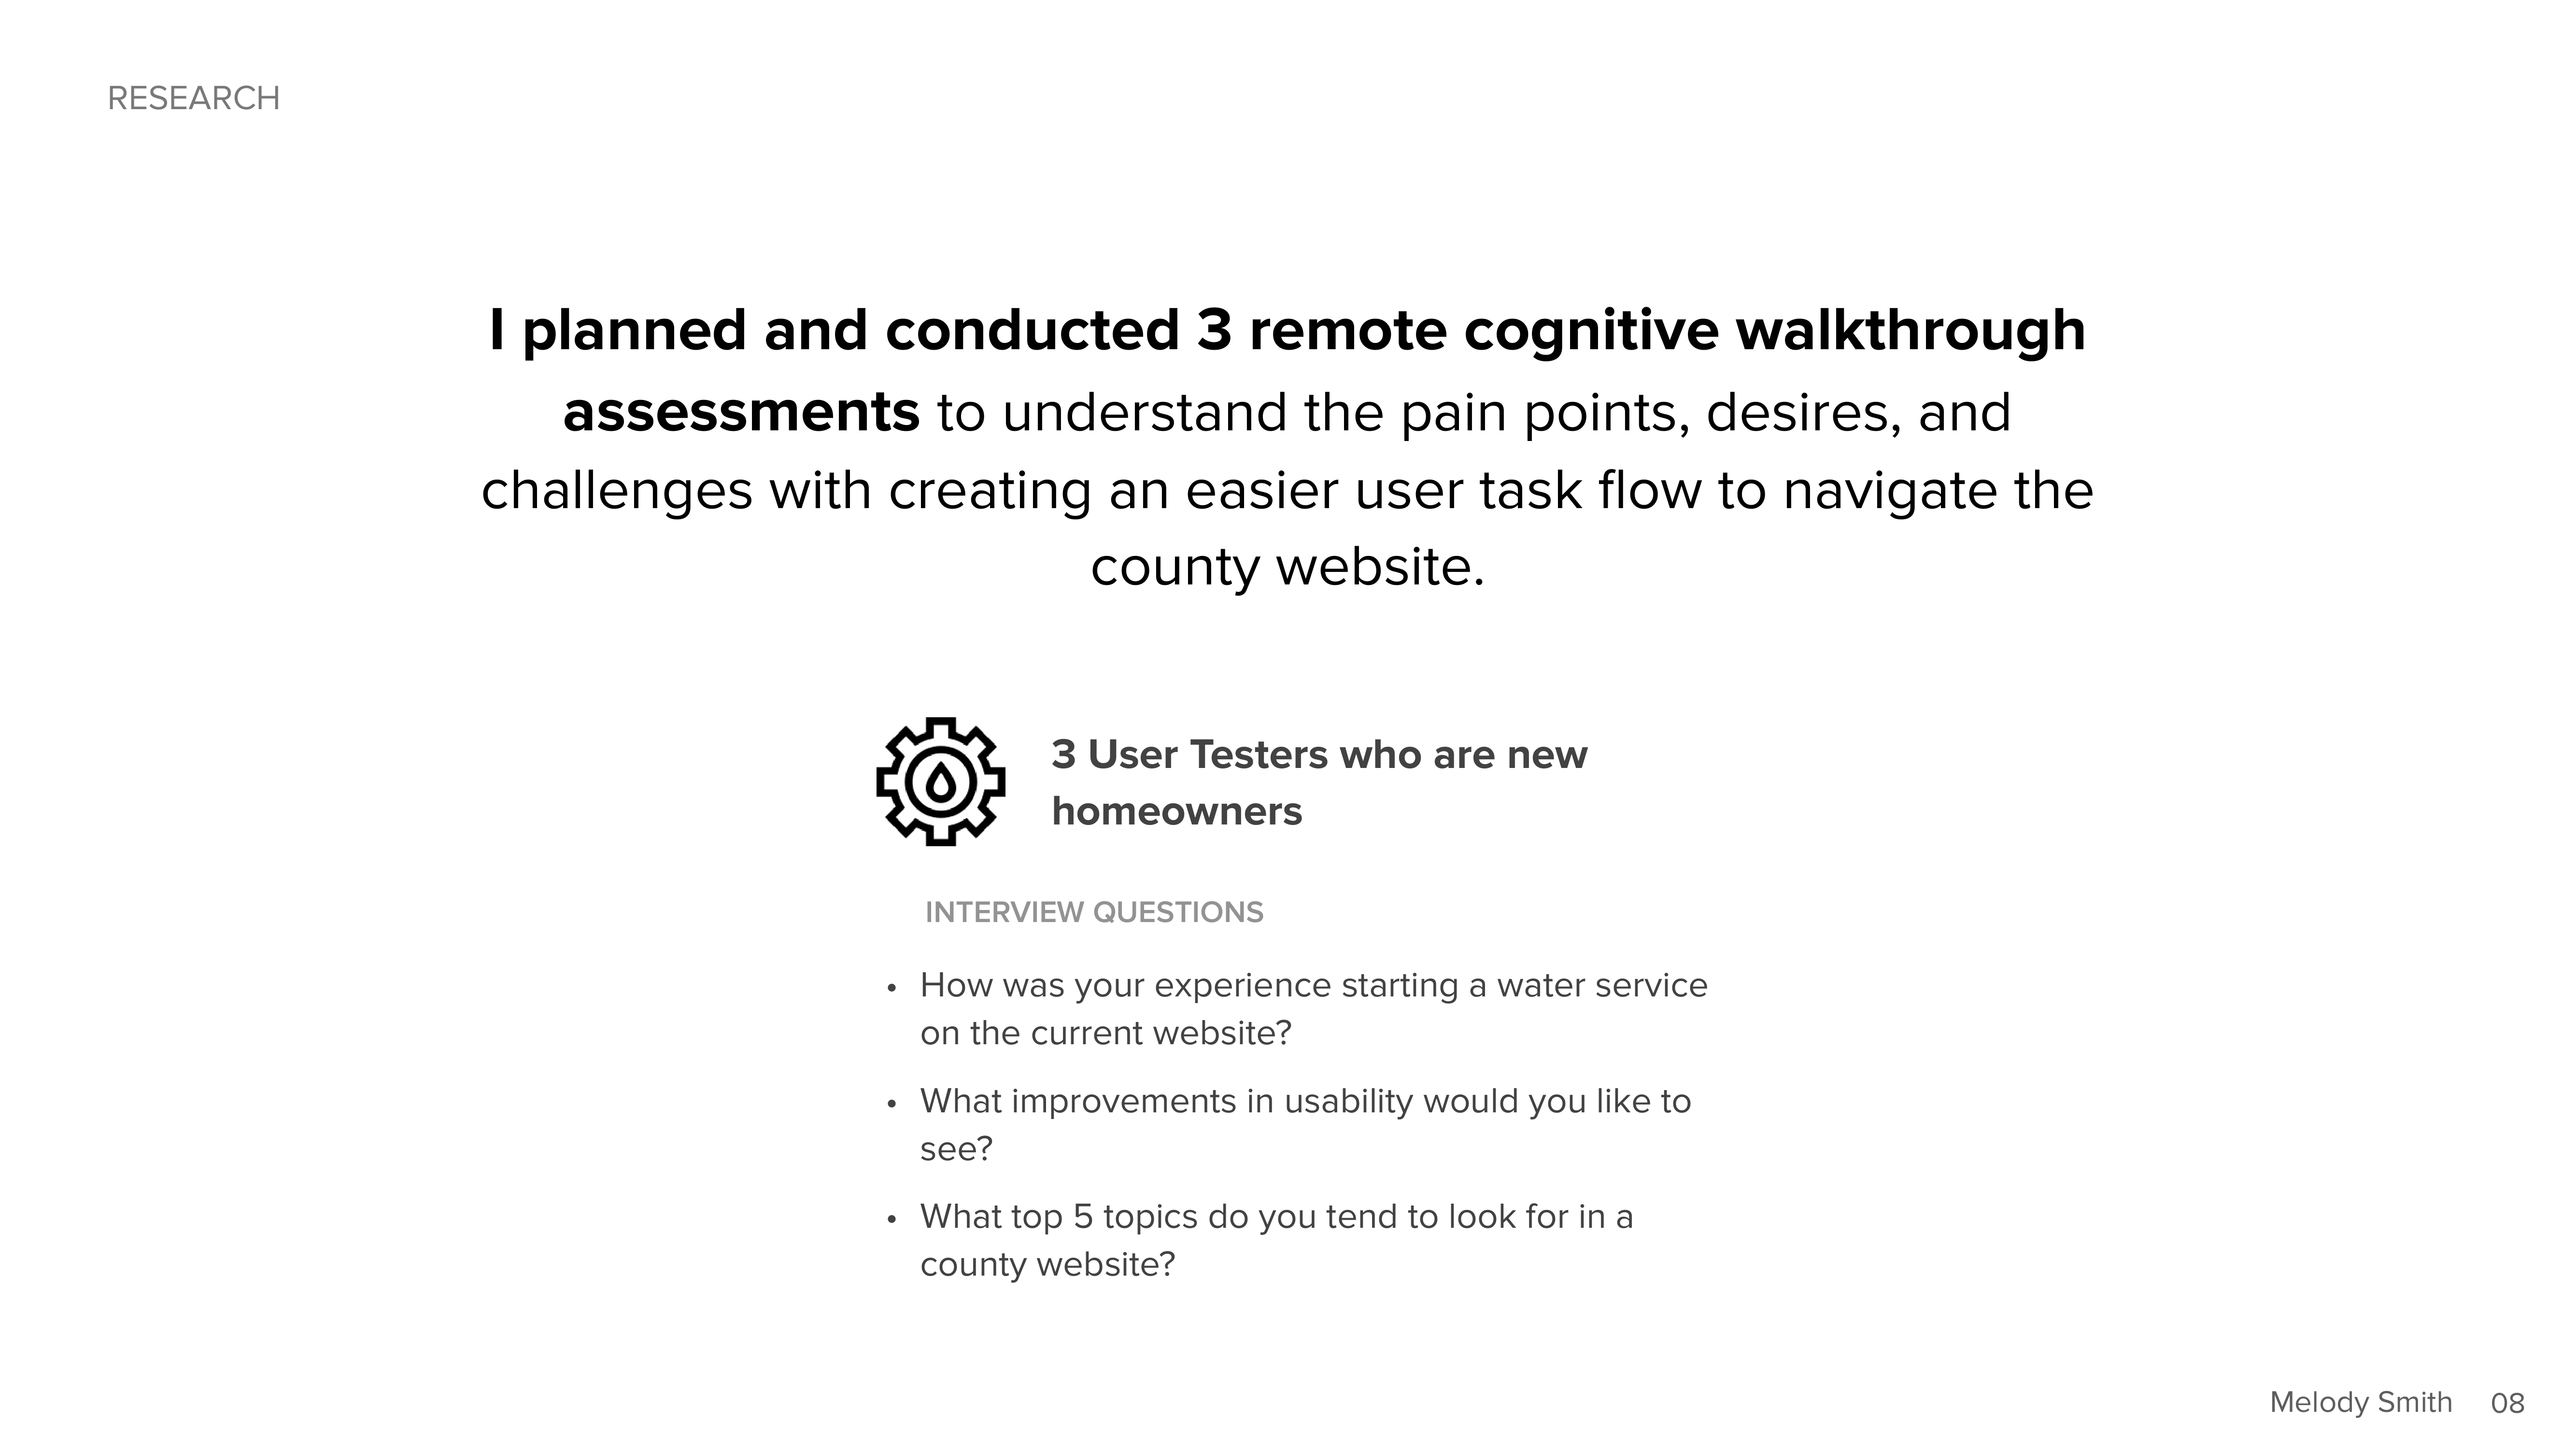 RESEARCH
I planned and conducted 3 remote cognitive walkthrough
assessments to understand the pain points, desires, and
challenges with creating an easier user task flow to navigate the
county website.
3 User Testers who are new
homeowners
INTERVIEW QUESTIONS
• How was your experience starting a water service
on the current website?
• What improvements in usability would you like to
see?
• What top 5 topics do you tend to look for in a
county website?
Melody Smith 08